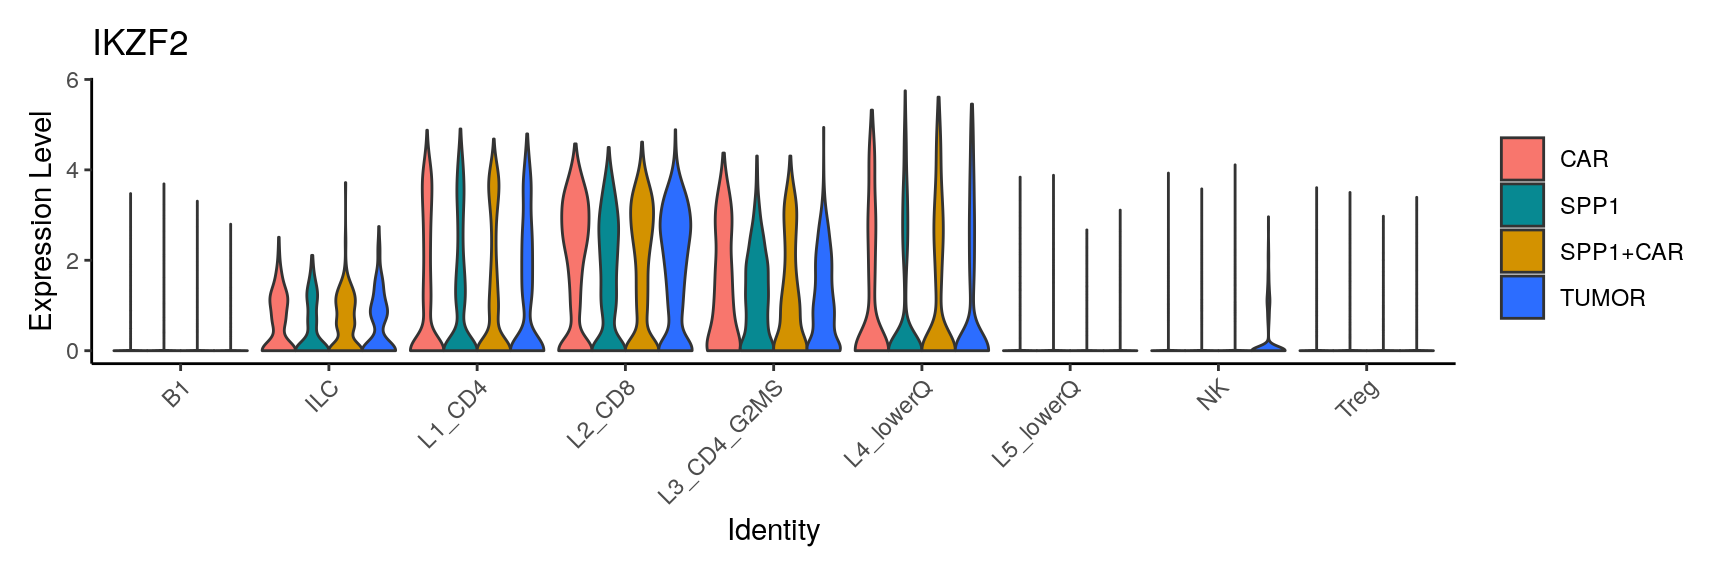 IKZF2
Expression Level
6
4
2
0
B1
ILC
L1_CD4
L2_CD8
L3_CD4_G2MS
L4_lowerQ
L5_lowerQ
NK
Treg
Identity
CAR
SPP1
SPP1+CAR
TUMOR